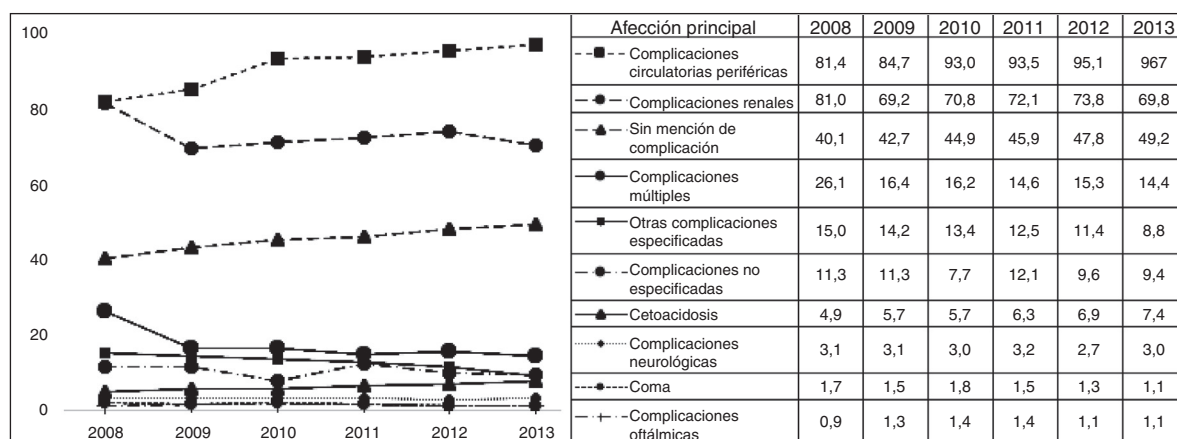 100
80
60
40
20
0
2008 2009 2010 2011 2012 2013
Afección principal 2008 2009 2010 2011 2012 2013
Complicaciones
circulatorias periféricas 81,4 84,7 93,0 93,5 95,1 967
Complicaciones renales 81,0 69,2 70,8 72,1 73,8 69,8
Sin mención de
complicación 40,1 42,7 44,9 45,9 47,8 49,2
Complicaciones
múltiples 26,1 16,4 16,2 14,6 15,3 14,4
Otras complicaciones
especificadas 15,0 14,2 13,4 12,5 11,4 8,8
Complicaciones no
especificadas 11,3 11,3 7,7 12,1 9,6 9,4
Cetoacidosis 4,9 5,7 5,7 6,3 6,9 7,4
Complicaciones
neurológicas 3,1 3,1 3,0 3,2 2,7 3,0
Coma 1,7 1,5 1,8 1,5 1,3 1,1
Complicaciones
oftálmicas 0,9 1,3 1,4 1,4 1,1 1,1